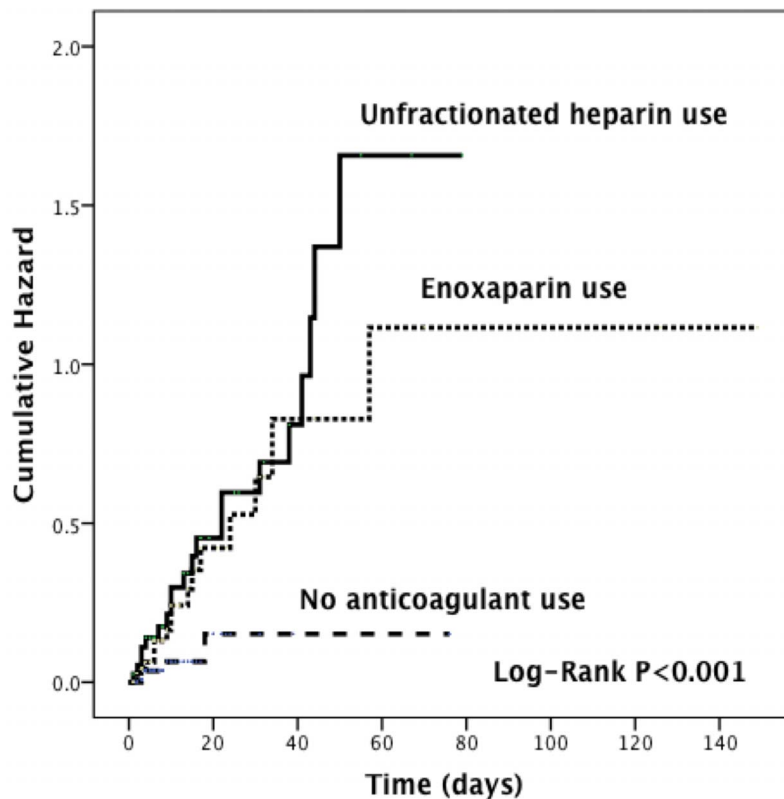 2.0
Unfractionated heparin use
1.5
Enoxaparin use
1.0
Cumulative Hazard
0.5
No anticoagulant use
Log-Rank P<0.001
0.0
0 20 40 60 80 100 120 140
Time (days)